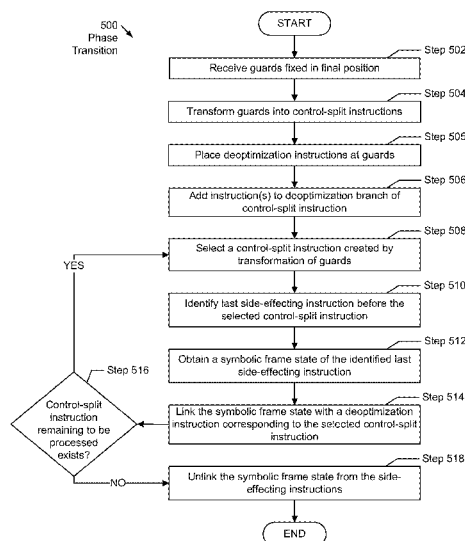 500
Phase
Transition
START
Step 502
Receive guards fixed in final position
Step 504
Transform guards into control-split instructions
Step 505
Place deoptimization instructions at guards
Step 506
Add instruction(s) to deoptimization branch of
control-split instruction
Step 508
Select a control-split instruction created by
transformation of guards
YES
Step 510
Identify last side-effecting instruction before the
selected control-split instruction
Step 512
Obtain a symbolic frame state of the identified last
side-effecting instruction
Step 514
Link the symbolic frame state with a deoptimization
instruction corresponding to the selected control-split
instruction
Step 516
Control-split
instruction
remaining to be
processed
exists?
NO
Step 518
Unlink the symbolic frame state from the side-
effecting instructions
END